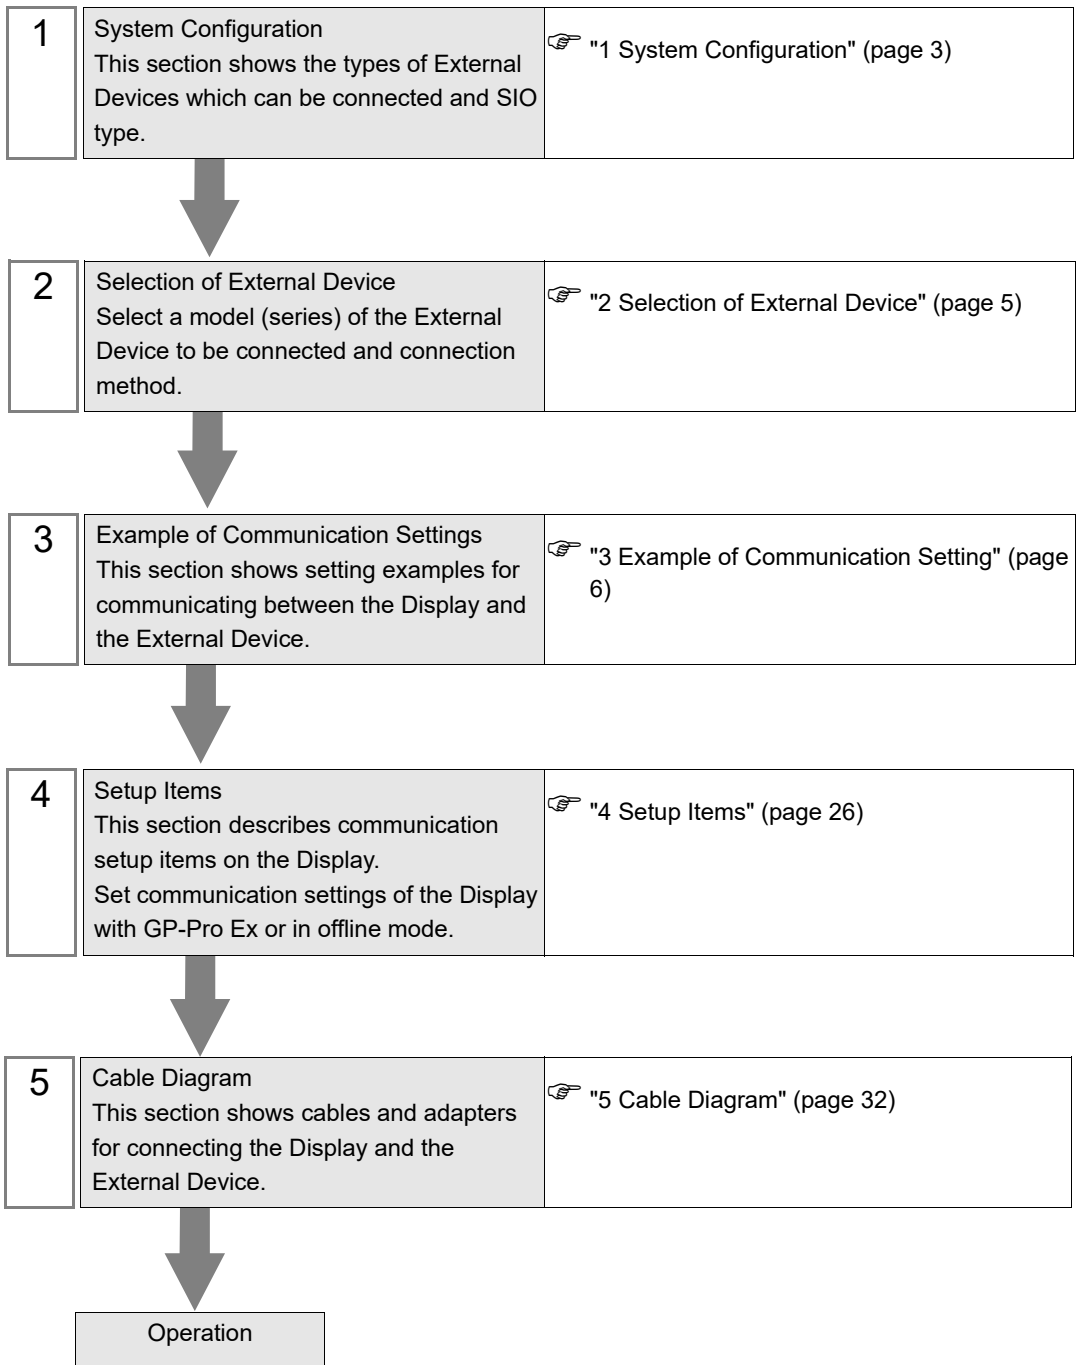 1
System Configuration
This section shows the types of External
Devices which can be connected and SIO
type.
"1 System Configuration" (page 3)
2
Selection of External Device
Select a model (series) of the External
Device to be connected and connection
method.
"2 Selection of External Device" (page 5)
3
Example of Communication Settings
This section shows setting examples for
communicating between the Display and
the External Device.
"3 Example of Communication Setting" (page
6)
4
Setup Items
This section describes communication
setup items on the Display.
Set communication settings of the Display
with GP-Pro Ex or in offline mode.
"4 Setup Items" (page 26)
5
Cable Diagram
This section shows cables and adapters
for connecting the Display and the
External Device.
"5 Cable Diagram" (page 32)
Operation